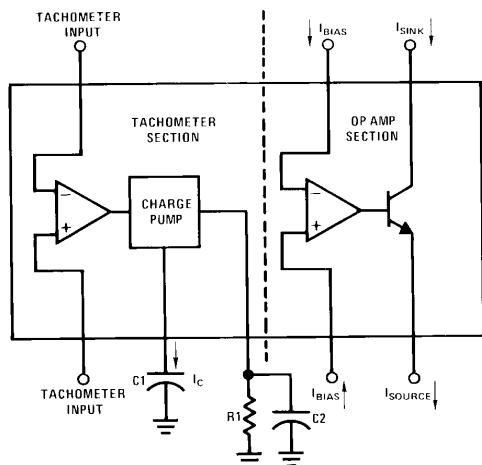 TACHOMETER
INPUT
I_BIAS
I_SINK
TACHOMETER
SECTION
OP AMP
SECTION
−
+
CHARGE
PUMP
−
+
TACHOMETER
INPUT
C1
I_C
R1
C2
I_BIAS
I_SOURCE